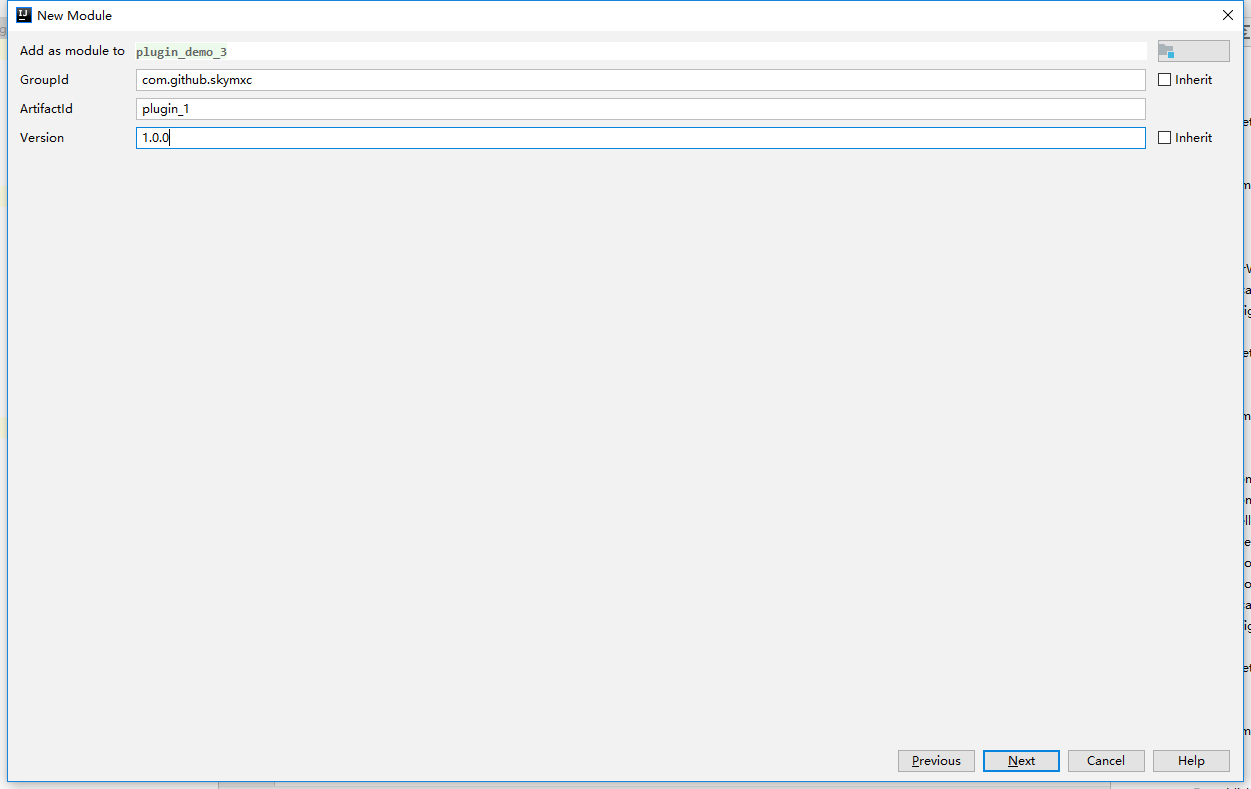 New Module
Add as module to plugin_demo_3
GroupId com.github.skymxc Inherit
ArtifactId plugin_1
Version 1.0.0 Inherit
Previous Next Cancel Help